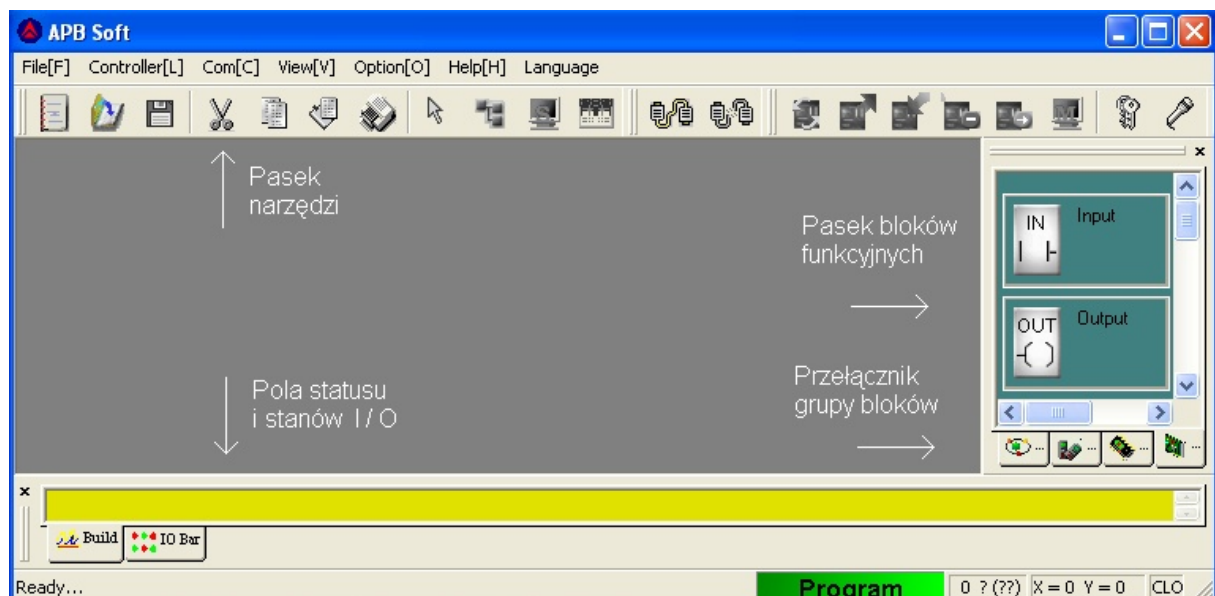 APB Soft
File[F] Controller[L] Com[C] View[V] Option[O] Help[H] Language
Pasek
narzędzi
Pasek bloków
funkcyjnych
IN
Input
OUT
Output
Pola statusu
i stanów I / O
Przełącznik
grupy bloków
Build
IO Bar
Ready...
Program
0 ? (??)
X = 0 Y = 0
CLO